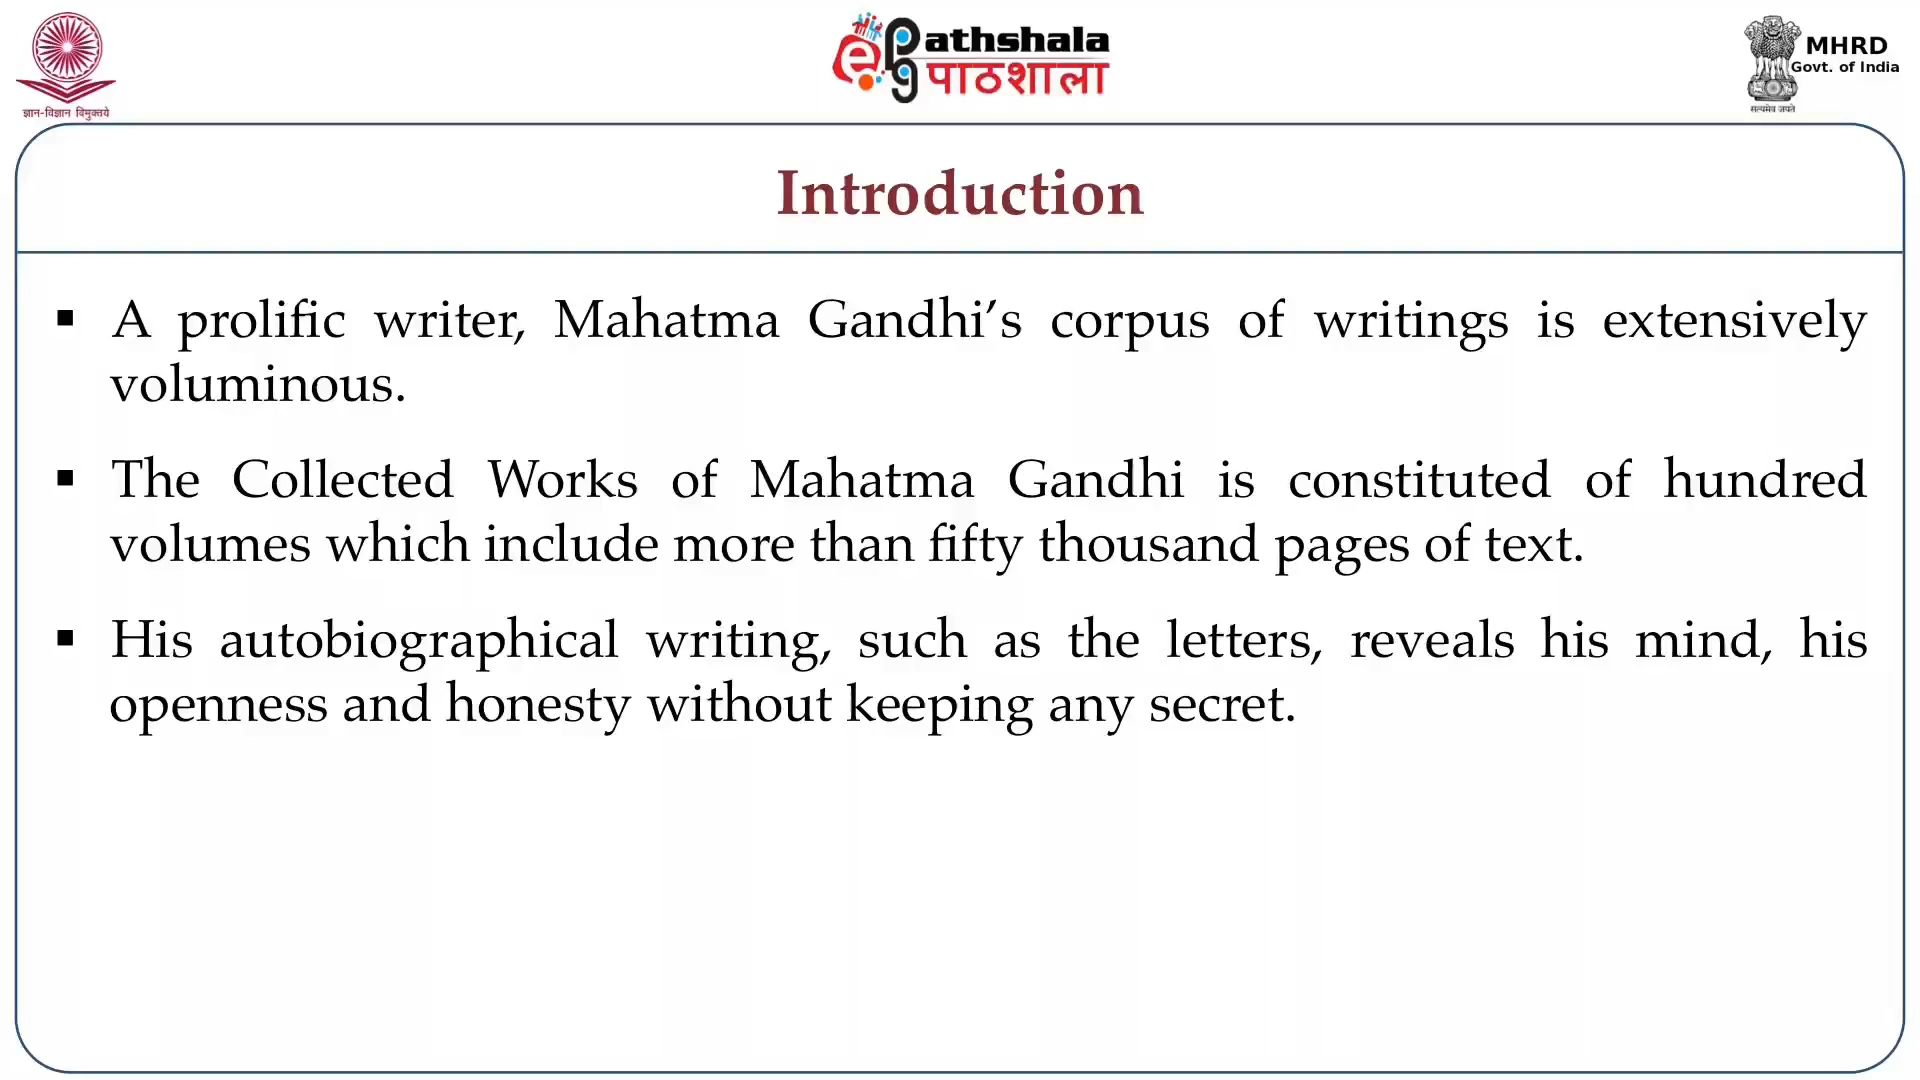 ज्ञान-विज्ञान विमुक्तये
ePG Pathshala
पाठशाला
MHRD
Govt. of India
सत्यमेव जयते
Introduction
▪ A prolific writer, Mahatma Gandhi’s corpus of writings is extensively
voluminous.
▪ The Collected Works of Mahatma Gandhi is constituted of hundred
volumes which include more than fifty thousand pages of text.
▪ His autobiographical writing, such as the letters, reveals his mind, his
openness and honesty without keeping any secret.